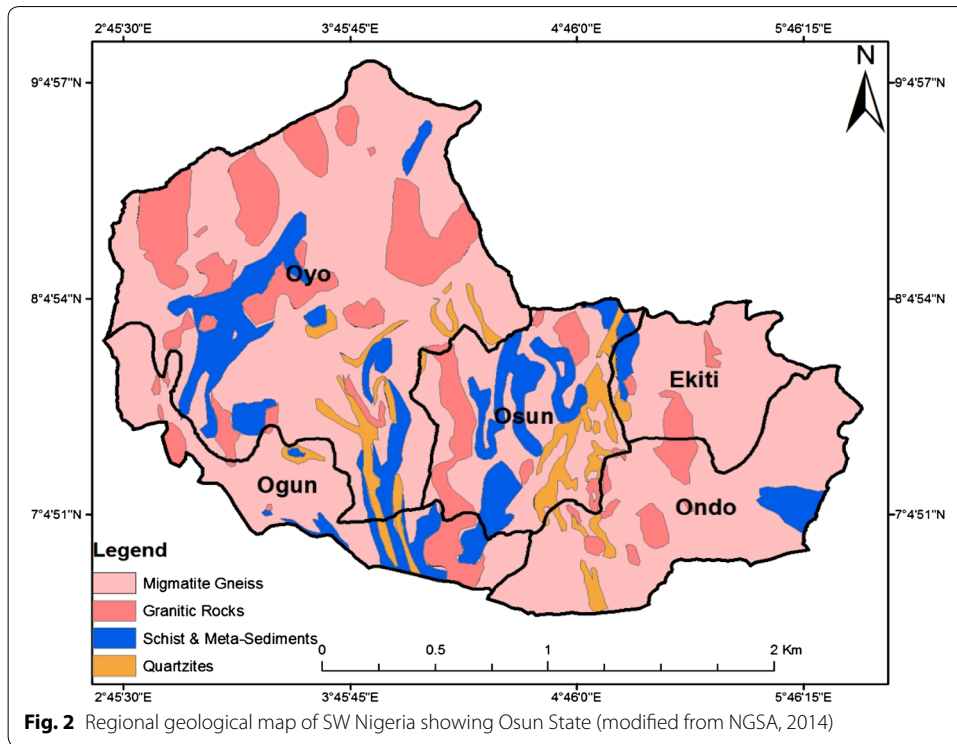 2°45'30"E 3°45'45"E 4°46'0"E 5°46'15"E
N
9°4'57"N 9°4'57"N
Oyo
8°4'54"N 8°4'54"N
Ekiti
Osun
Ogun
Ondo
7°4'51"N 7°4'51"N
Legend
Migmatite Gneiss
Granitic Rocks
Schist & Meta-Sediments
Quartzites
0 0.5 1 2 Km
2°45'30"E 3°45'45"E 4°46'0"E 5°46'15"E
Fig. 2 Regional geological map of SW Nigeria showing Osun State (modified from NGSA, 2014)